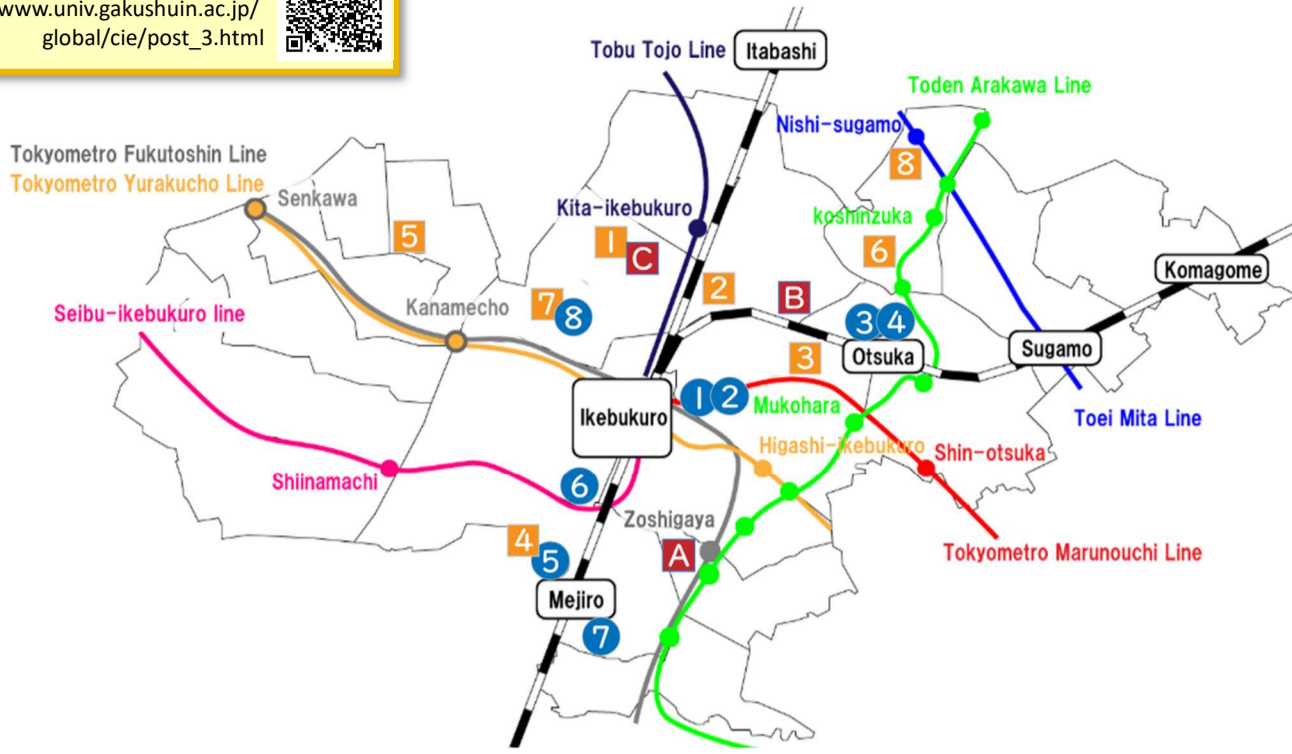 www.univ.gakushuin.ac.jp/
global/cie/post_3.html
Tobu Tojo Line
Itabashi
Toden Arakawa Line
Nishi-sugamo
8
Tokyometro Fukutoshin Line
Tokyometro Yurakucho Line
Senkawa
Kita-ikebukuro
koshinzuka
5
1
C
6
Komagome
2
B
Kanamecho
7
8
Seibu-ikebukuro line
3 4
Otsuka
Sugamo
3
Ikebukuro
1 2
Mukohara
Toei Mita Line
Higashi-ikebukuro
Shin-otsuka
Shiinamachi
6
Zoshigaya
4
5
A
Tokyometro Marunouchi Line
Mejiro
7